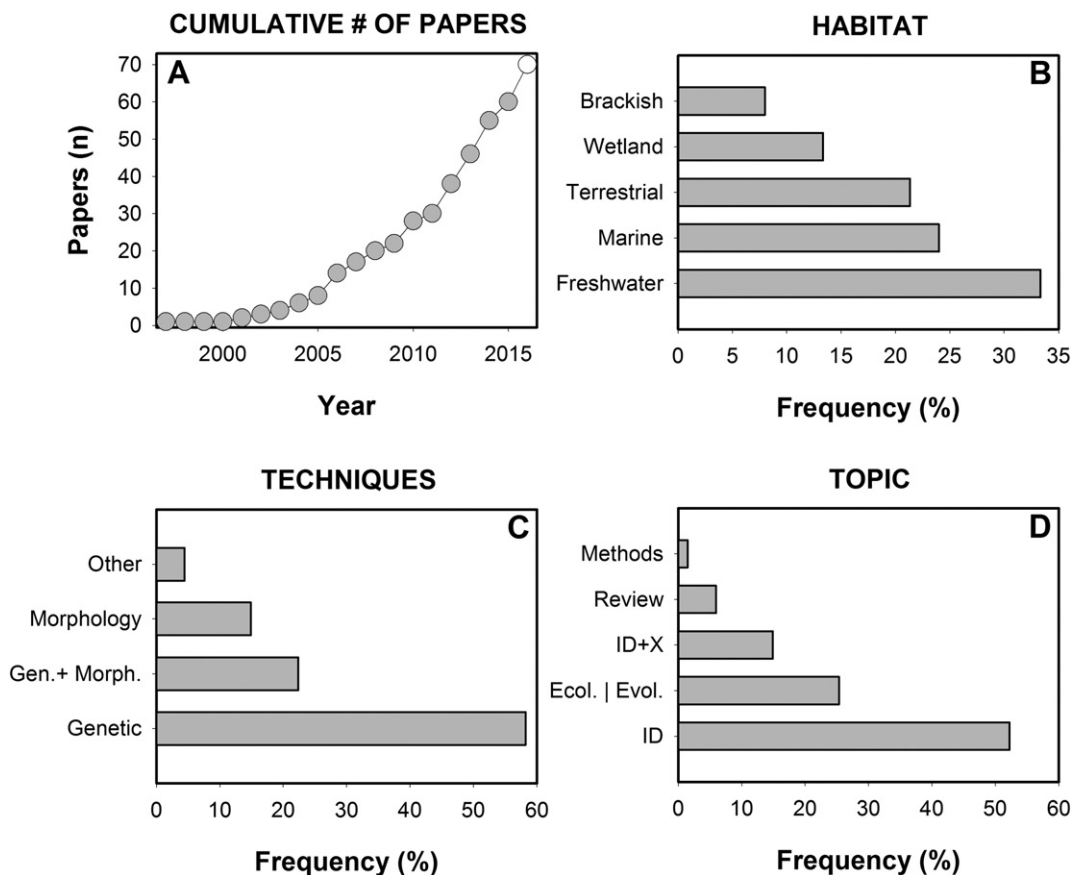 CUMULATIVE # OF PAPERS
A
Papers (n)
70
60
50
40
30
20
10
0
2000 2005 2010 2015
Year
HABITAT
B
Brackish
Wetland
Terrestrial
Marine
Freshwater
0 5 10 15 20 25 30 35
Frequency (%)
TECHNIQUES
C
Other
Morphology
Gen.+ Morph.
Genetic
0 10 20 30 40 50 60
Frequency (%)
TOPIC
D
Methods
Review
ID+X
Ecol. | Evol.
ID
0 10 20 30 40 50 60
Frequency (%)